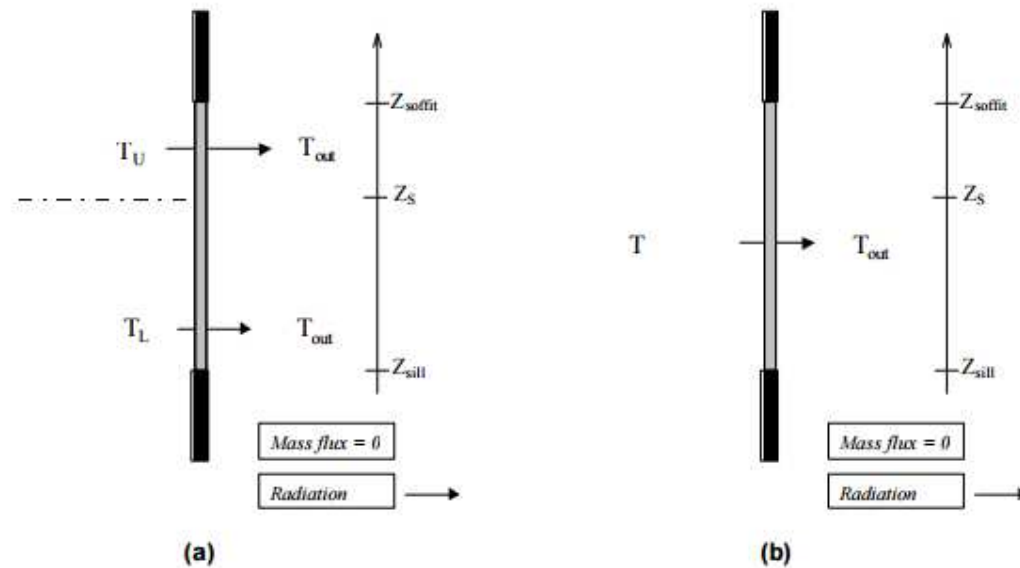 Z_soffit
T_U
T_out
Z_S
T_L
T_out
Z_sill
Mass flux = 0
Radiation
(a)
Z_soffit
Z_S
T
T_out
Z_sill
Mass flux = 0
Radiation
(b)